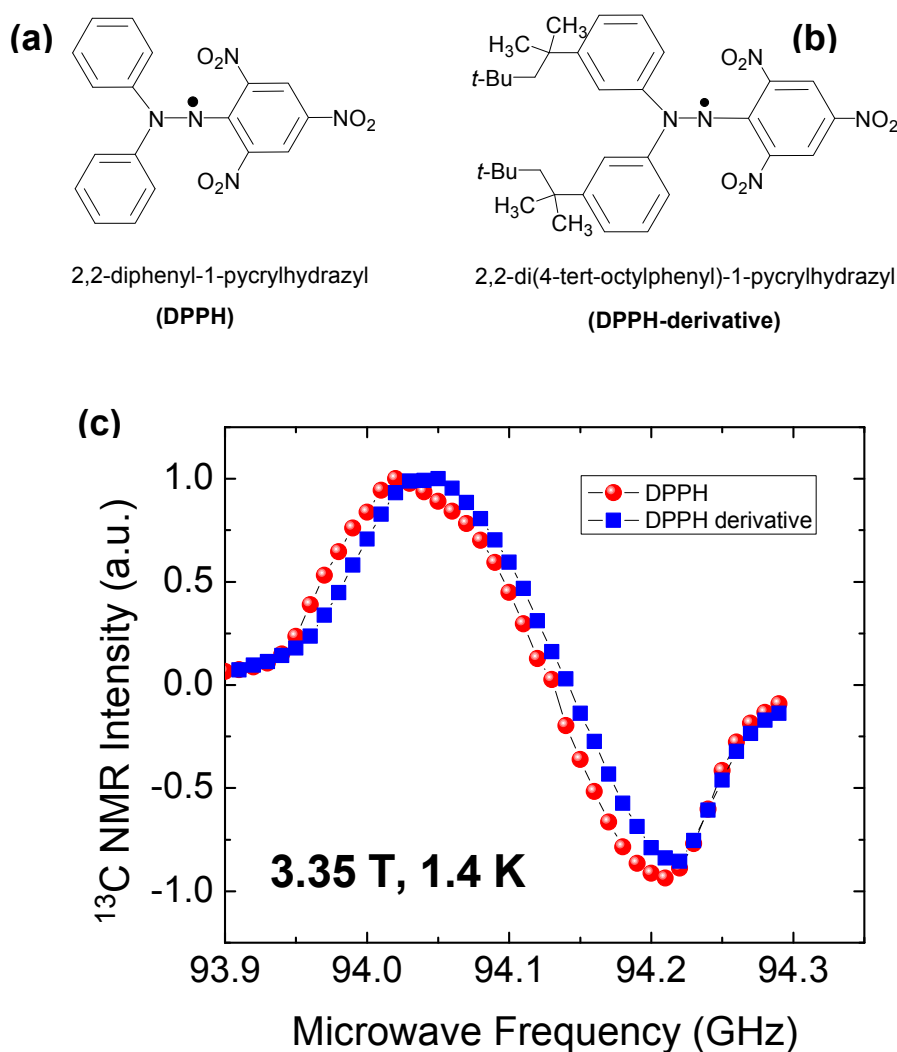 (a)
O₂N
N
N
NO₂
O₂N
2,2-diphenyl-1-pycrylhydrazyl
(DPPH)
(b)
H₃C
CH₃
t-Bu
O₂N
N
N
NO₂
t-Bu
O₂N
H₃C
CH₃
2,2-di(4-tert-octylphenyl)-1-pycrylhydrazyl
(DPPH-derivative)
(c)
¹³C NMR Intensity (a.u.)
1.0
0.5
0.0
-0.5
-1.0
DPPH
DPPH derivative
3.35 T, 1.4 K
93.9 94.0 94.1 94.2 94.3
Microwave Frequency (GHz)